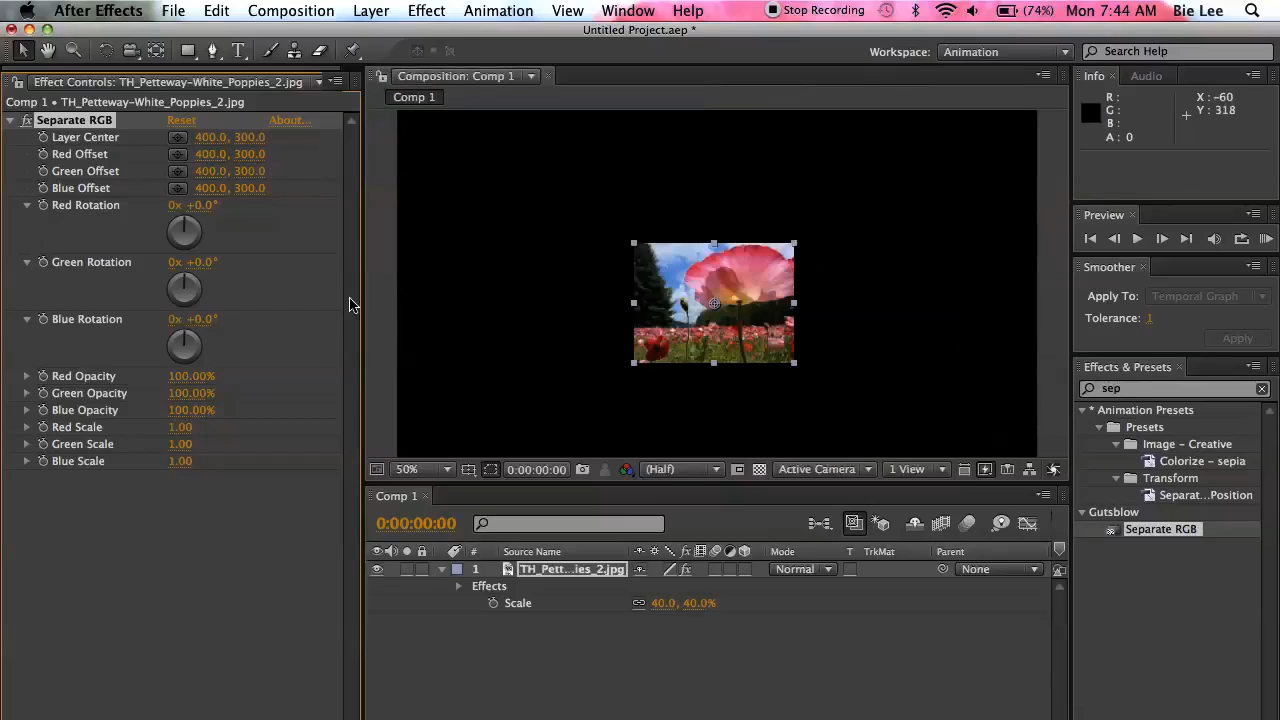 After Effects File Edit Composition Layer Effect Animation View Window Help Stop Recording (74%) Mon 7:44 AM Bie Lee
Untitled Project.aep *
Workspace: Animation Search Help
Effect Controls: TH_Petteway-White_Poppies_2.jpg
Comp 1 • TH_Petteway-White_Poppies_2.jpg
fx Separate RGB Reset About...
Layer Center 400.0, 300.0
Red Offset 400.0, 300.0
Green Offset 400.0, 300.0
Blue Offset 400.0, 300.0
Red Rotation 0x +0.0°
Green Rotation 0x +0.0°
Blue Rotation 0x +0.0°
Red Opacity 100.00%
Green Opacity 100.00%
Blue Opacity 100.00%
Red Scale 1.00
Green Scale 1.00
Blue Scale 1.00
Composition: Comp 1
Comp 1
50% 0:00:00:00 (Half) Active Camera 1 View
Info Audio
R: X: -60
G: Y: 318
B:
A: 0
Preview
Smoother
Apply To: Temporal Graph
Tolerance: 1
Apply
Effects & Presets
sep
* Animation Presets
Presets
Image - Creative
Colorize - sepia
Transform
Separat...Position
Gutsblow
Separate RGB
Comp 1
0:00:00:00
# Source Name fx Mode T TrkMat Parent
1 TH_Pett...ies_2.jpg fx Normal None
Effects
Scale 40.0, 40.0%